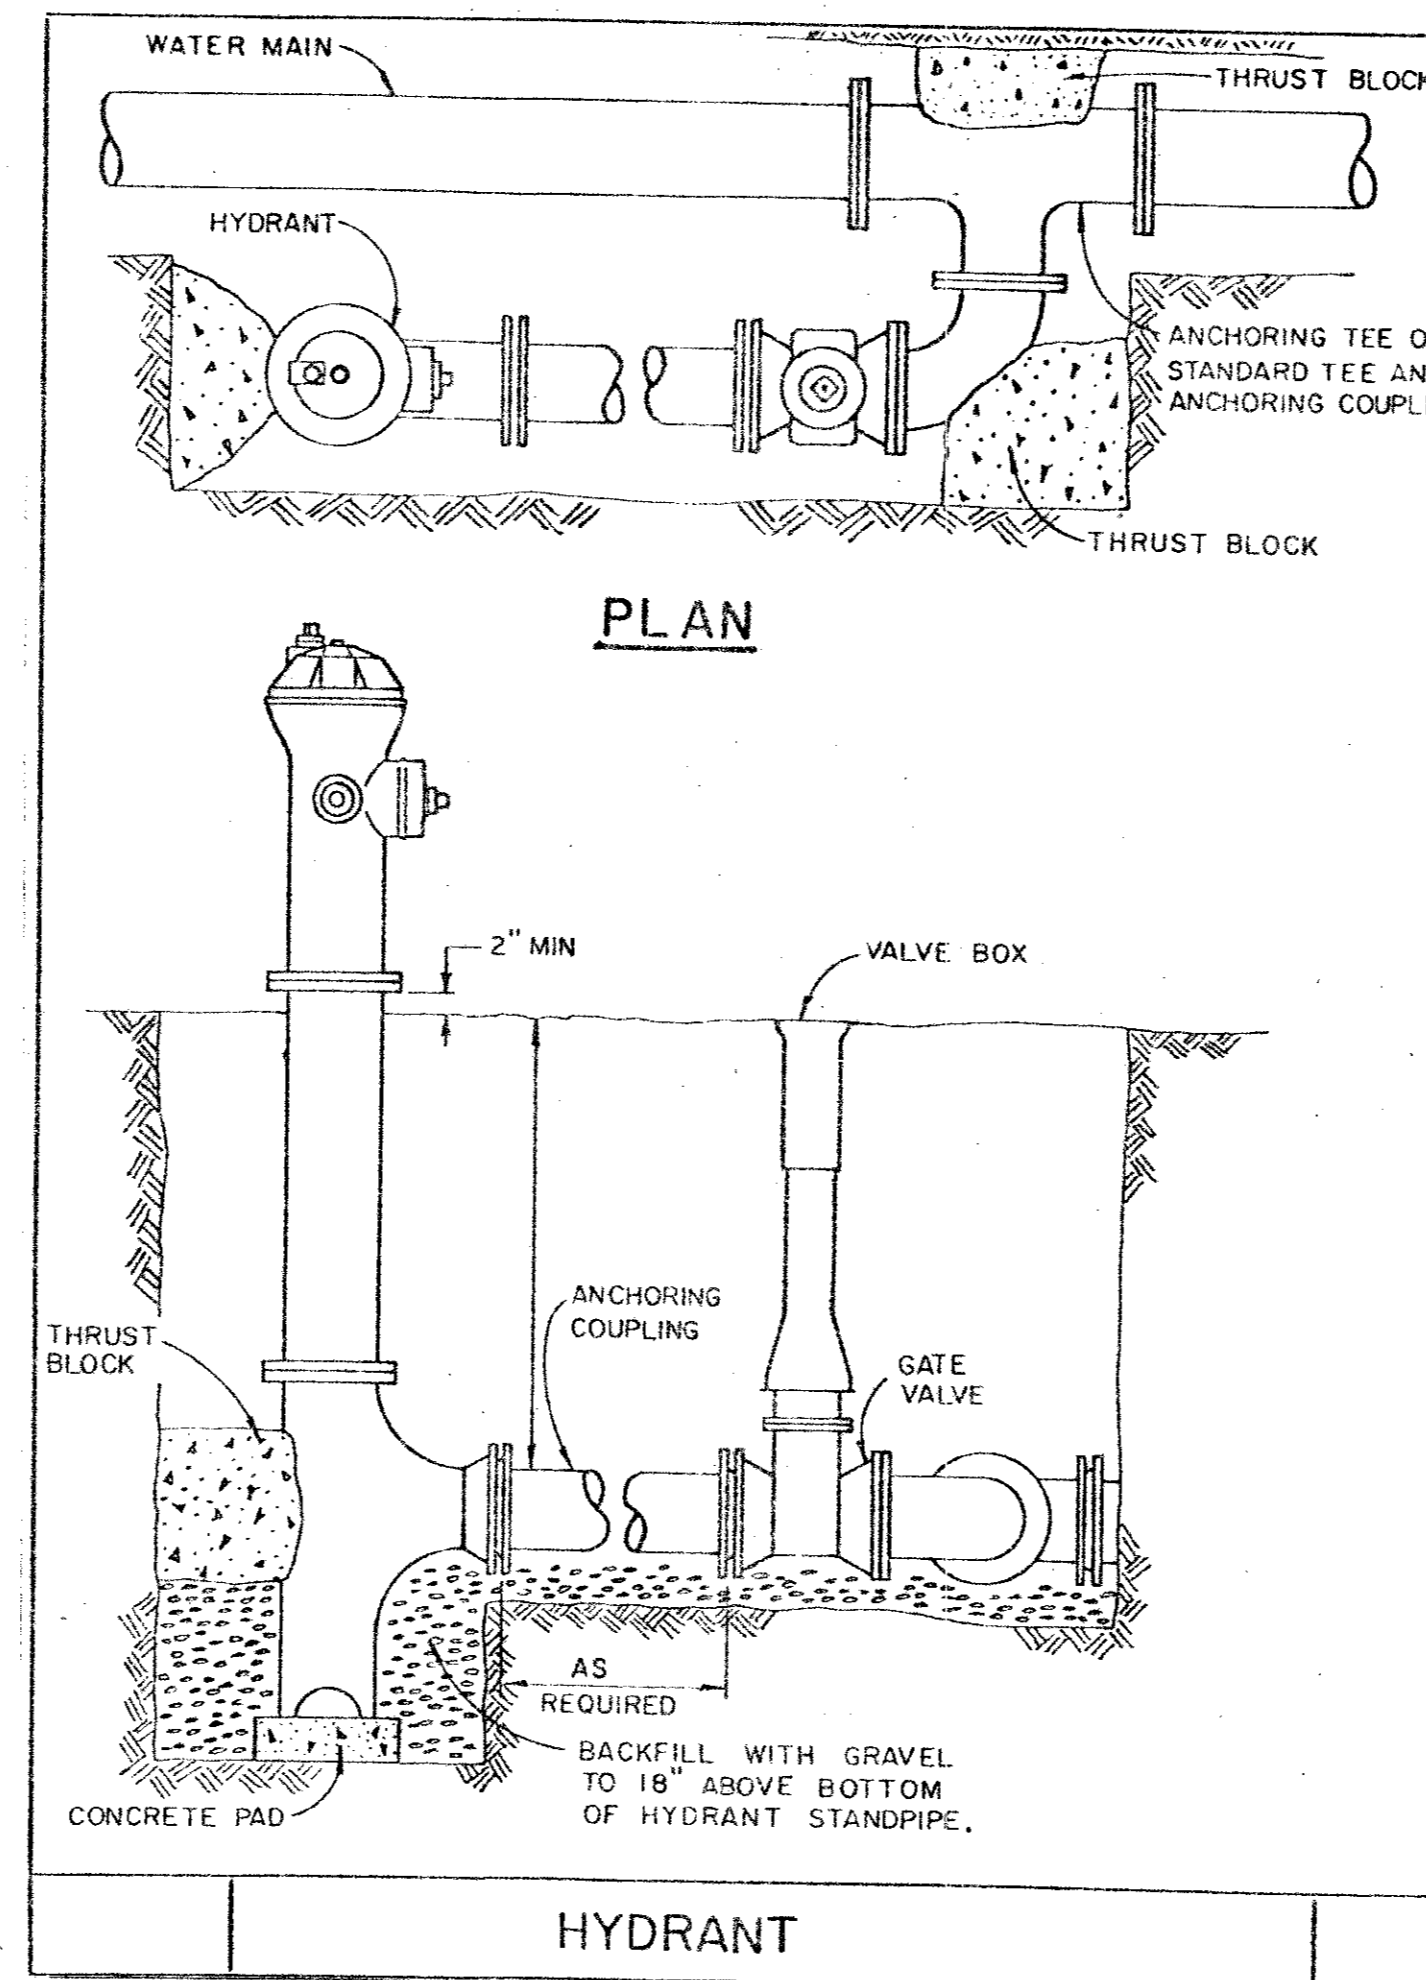 WATER MAIN
THRUST BLOCK
HYDRANT
ANCHORING TEE O
STANDARD TEE AN
ANCHORING COUPL
THRUST BLOCK
PLAN
2" MIN
VALVE BOX
ANCHORING
COUPLING
THRUST
BLOCK
GATE
VALVE
AS
REQUIRED
BACKFILL WITH GRAVEL
TO 18" ABOVE BOTTOM
OF HYDRANT STANDPIPE.
CONCRETE PAD
HYDRANT